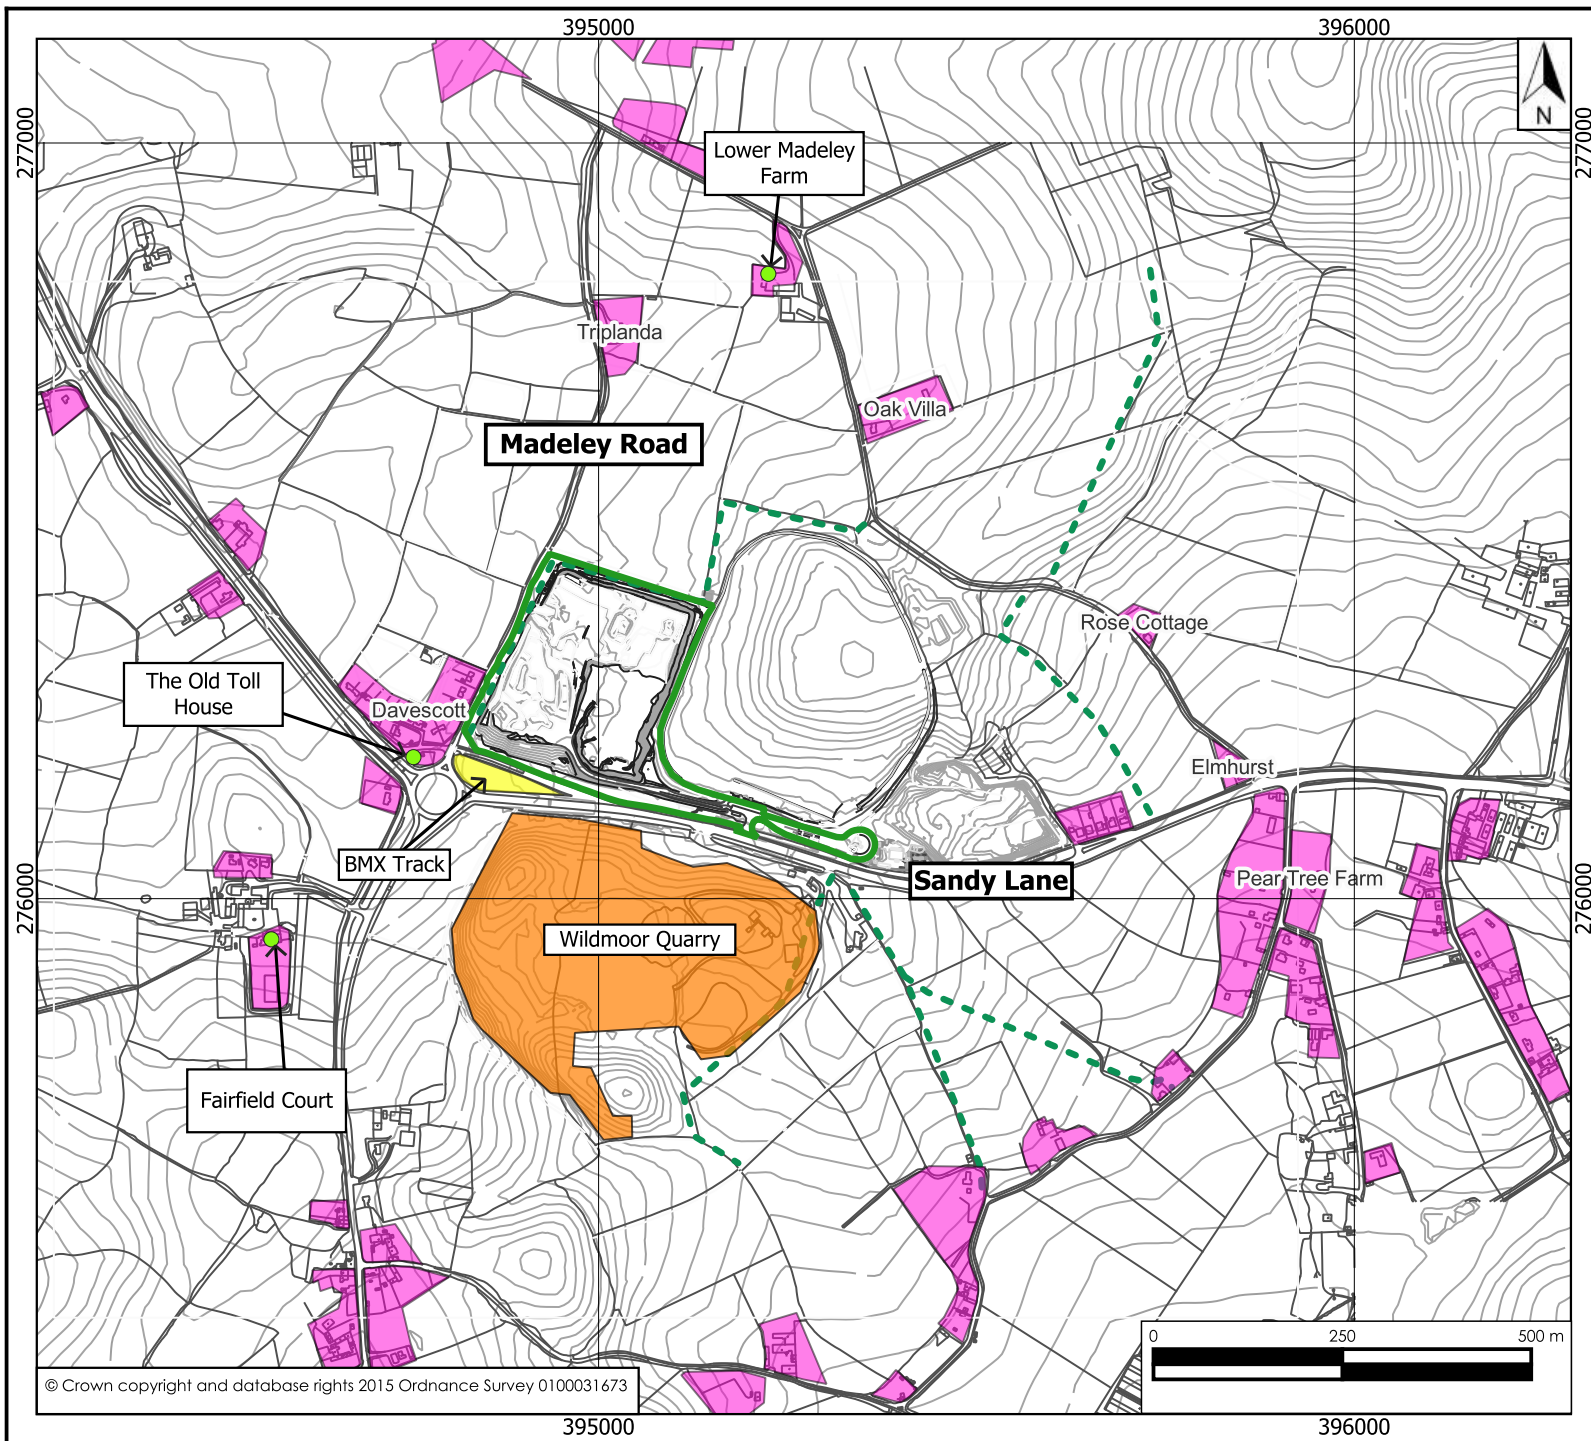 395000
396000
277000
277000
N
Lower Madeley
Farm
Triplanda
Oak Villa
Madeley Road
Rose Cottage
The Old Toll
House
Davescott
Elmhurst
BMX Track
Sandy Lane
Pear Tree Farm
276000
276000
Wildmoor Quarry
Fairfield Court
0 250 500 m
© Crown copyright and database rights 2015 Ordnance Survey 0100031673
395000
396000